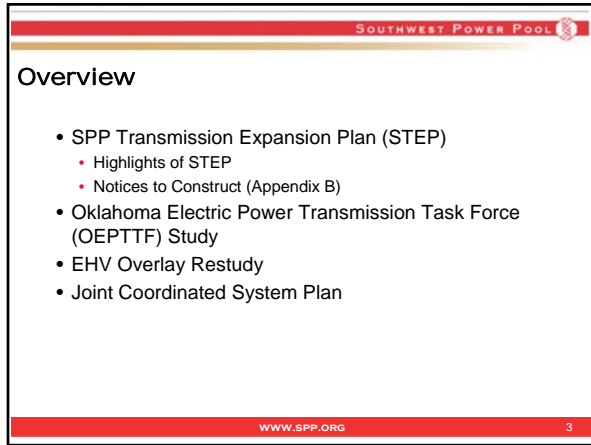 SOUTHWEST POWER POOL
Overview
• SPP Transmission Expansion Plan (STEP)
• Highlights of STEP
• Notices to Construct (Appendix B)
• Oklahoma Electric Power Transmission Task Force
(OEPTTF) Study
• EHV Overlay Restudy
• Joint Coordinated System Plan
WWW.SPP.ORG
3